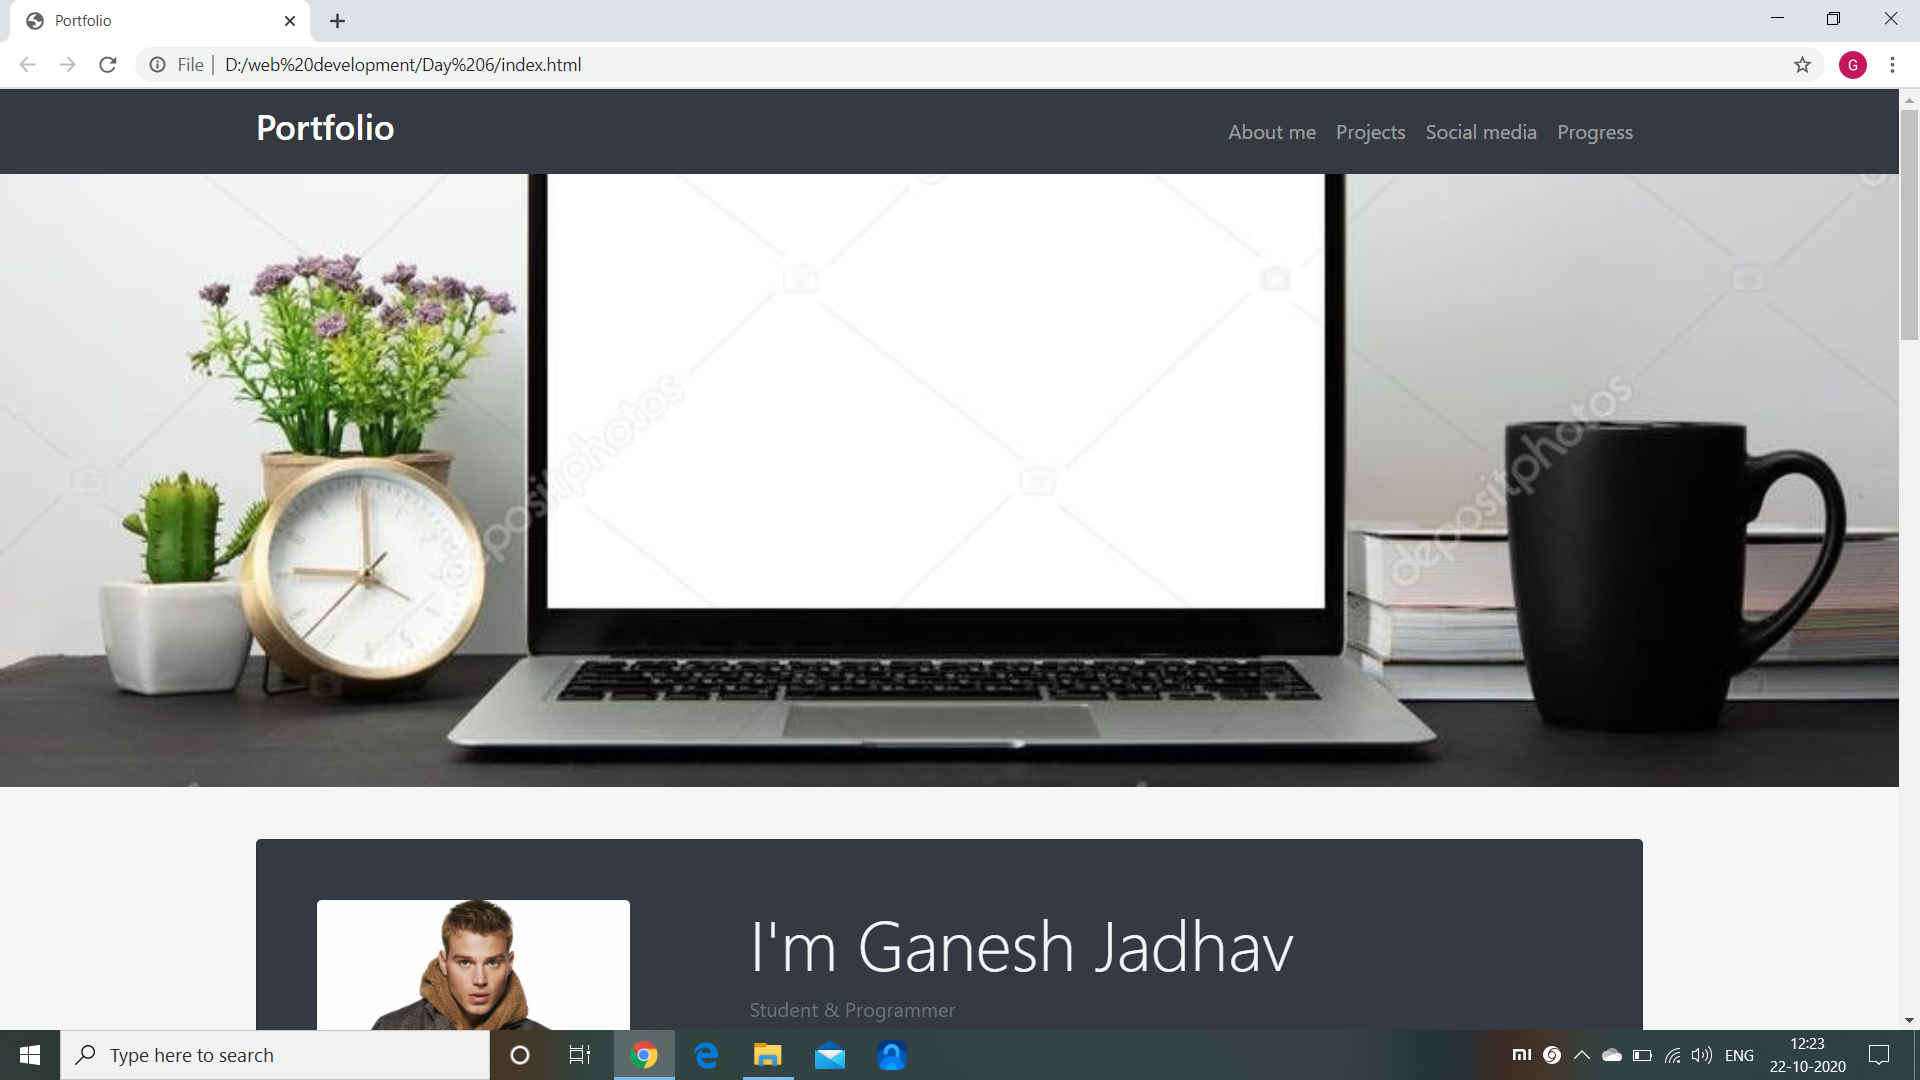 Portfolio
File | D:/web%20development/Day%206/index.html
G
Portfolio
About me Projects Social media Progress
depositphotos
depositphotos
I'm Ganesh Jadhav
Student & Programmer
Type here to search
ENG
12:23
22-10-2020